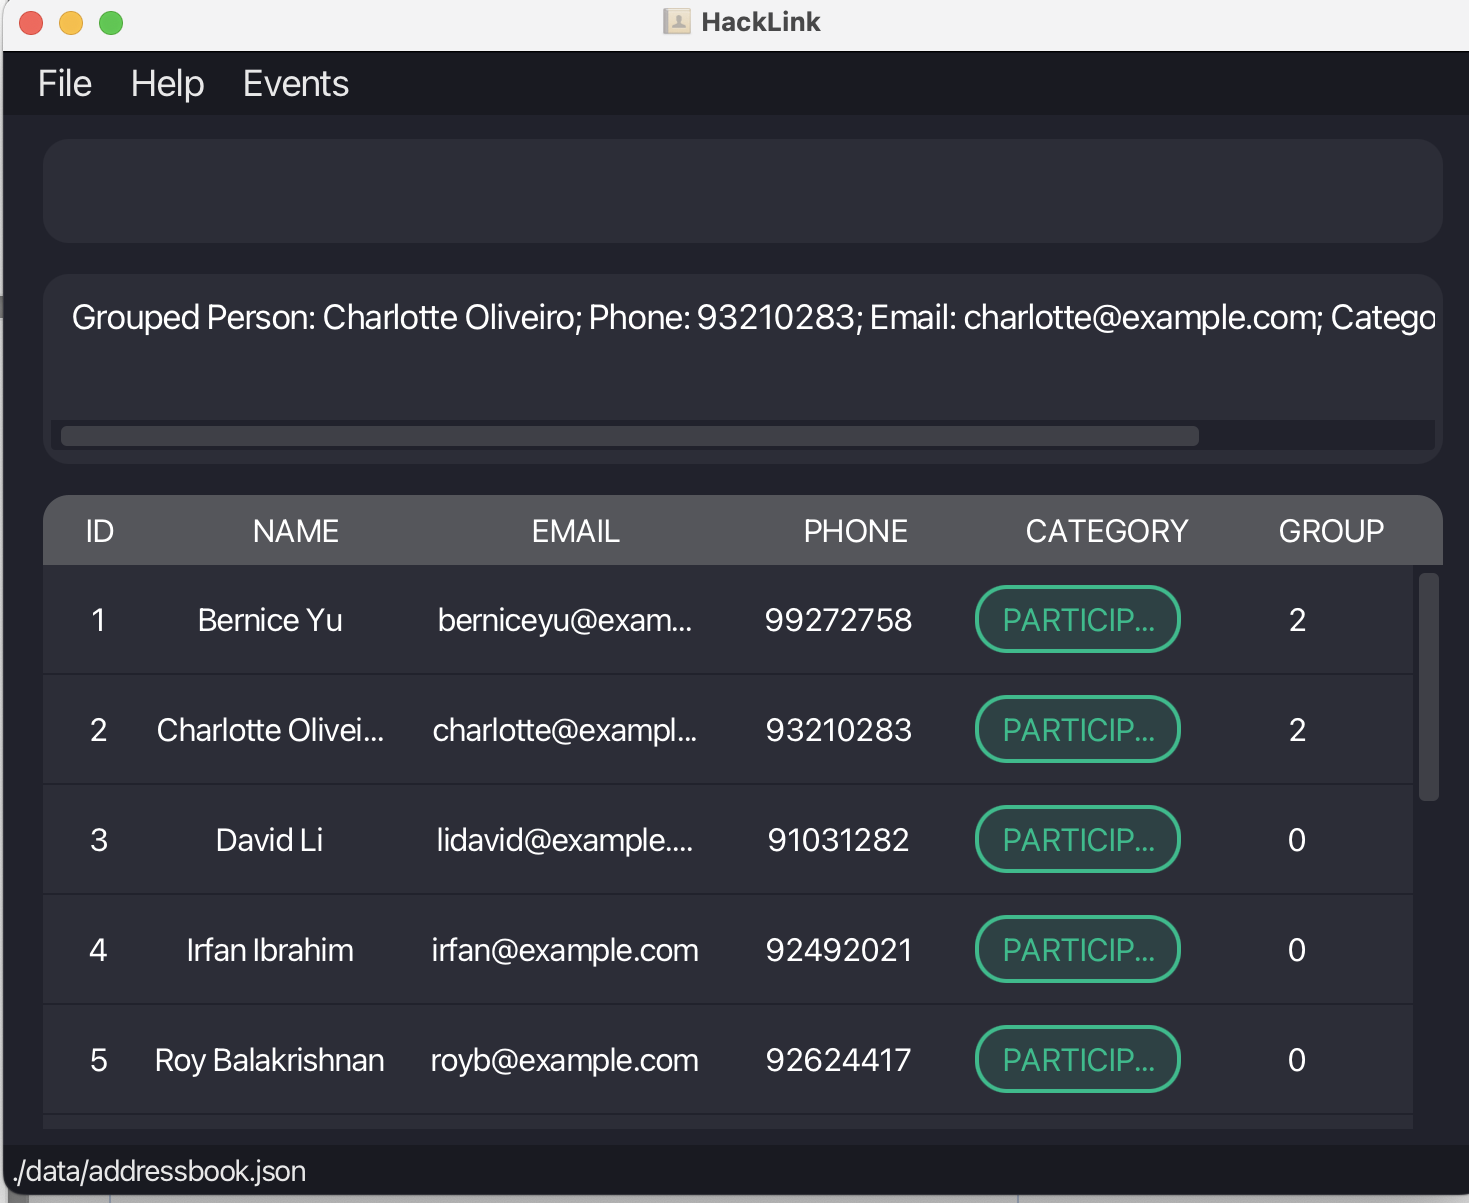 HackLink
File Help Events
Grouped Person: Charlotte Oliveiro; Phone: 93210283; Email: charlotte@example.com; Catego
ID NAME EMAIL PHONE CATEGORY GROUP
1 Bernice Yu berniceyu@exam... 99272758 PARTICIP... 2
2 Charlotte Olivei... charlotte@exampl... 93210283 PARTICIP... 2
3 David Li lidavid@example.... 91031282 PARTICIP... 0
4 Irfan Ibrahim irfan@example.com 92492021 PARTICIP... 0
5 Roy Balakrishnan royb@example.com 92624417 PARTICIP... 0
./data/addressbook.json